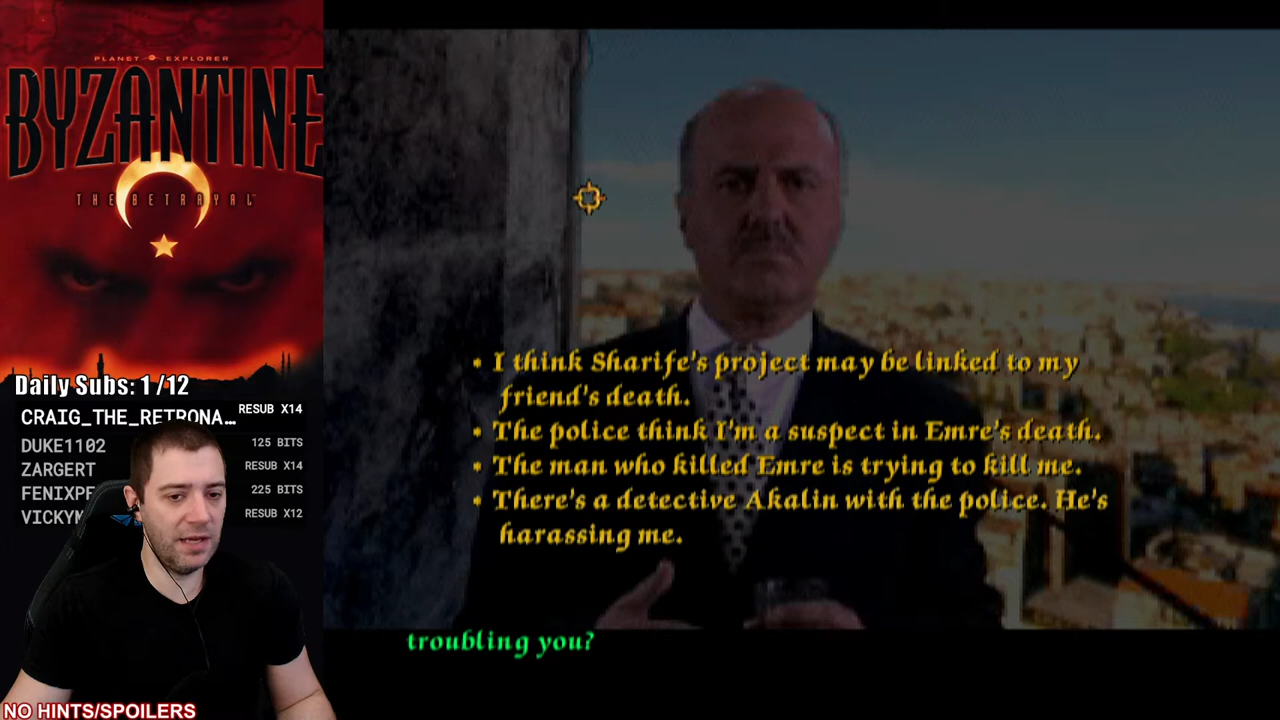 PLANET EXPLORER
BYZANTINE
THE BETRAYAL™
Daily Subs: 1/12
CRAIG_THE_RETRONA… RESUB X14
DUKE1102 125 BITS
ZARGERT RESUB X14
FENIXPE 225 BITS
VICKYM RESUB X12
• I think Sharife's project may be linked to my
friend's death.
• The police think I'm a suspect in Emre's death.
• The man who killed Emre is trying to kill me.
• There's a detective Akalin with the police. He's
harassing me.
troubling you?
NO HINTS/SPOILERS